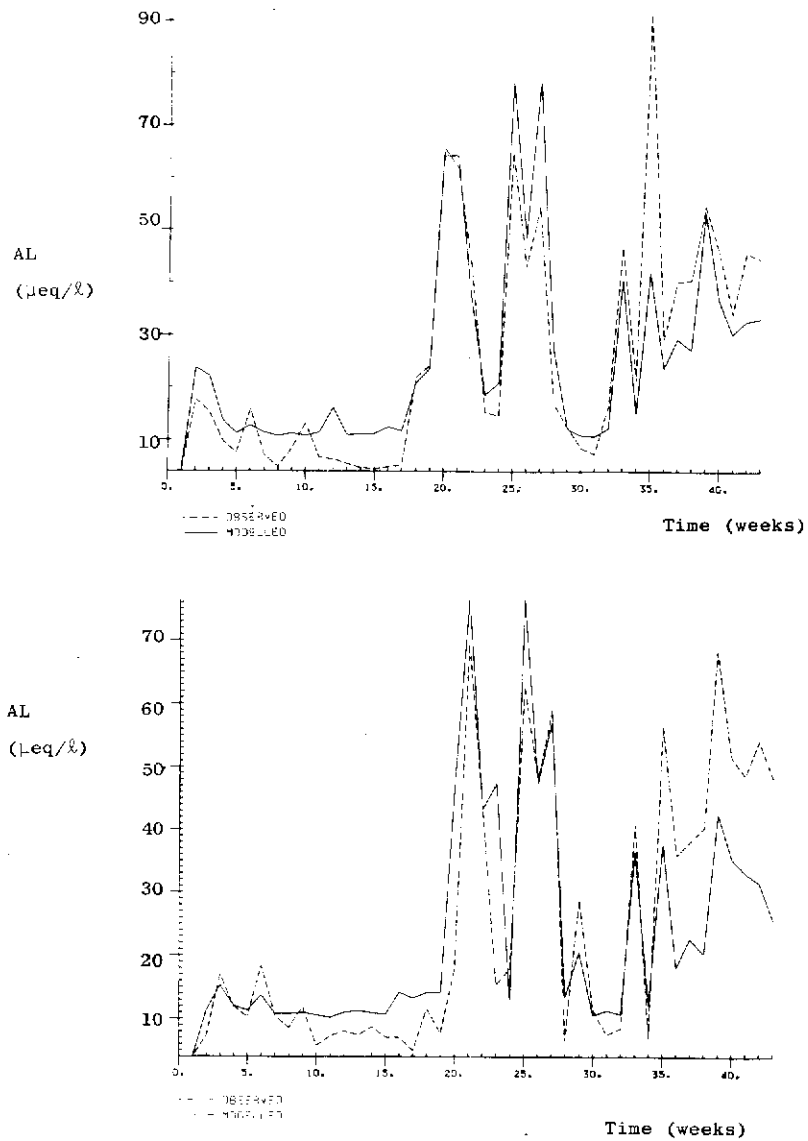 90
70
50
AL
(μeq/ℓ)
30
10
0. 5. 10. 15. 20. 25. 30. 35. 40.
OBSERVED
MODELLED
Time (weeks)
70
60
AL
(μeq/ℓ)
50
40
30
20
10
0. 5. 10. 15. 20. 25. 30. 35. 40.
OBSERVED
MODELLED
Time (weeks)